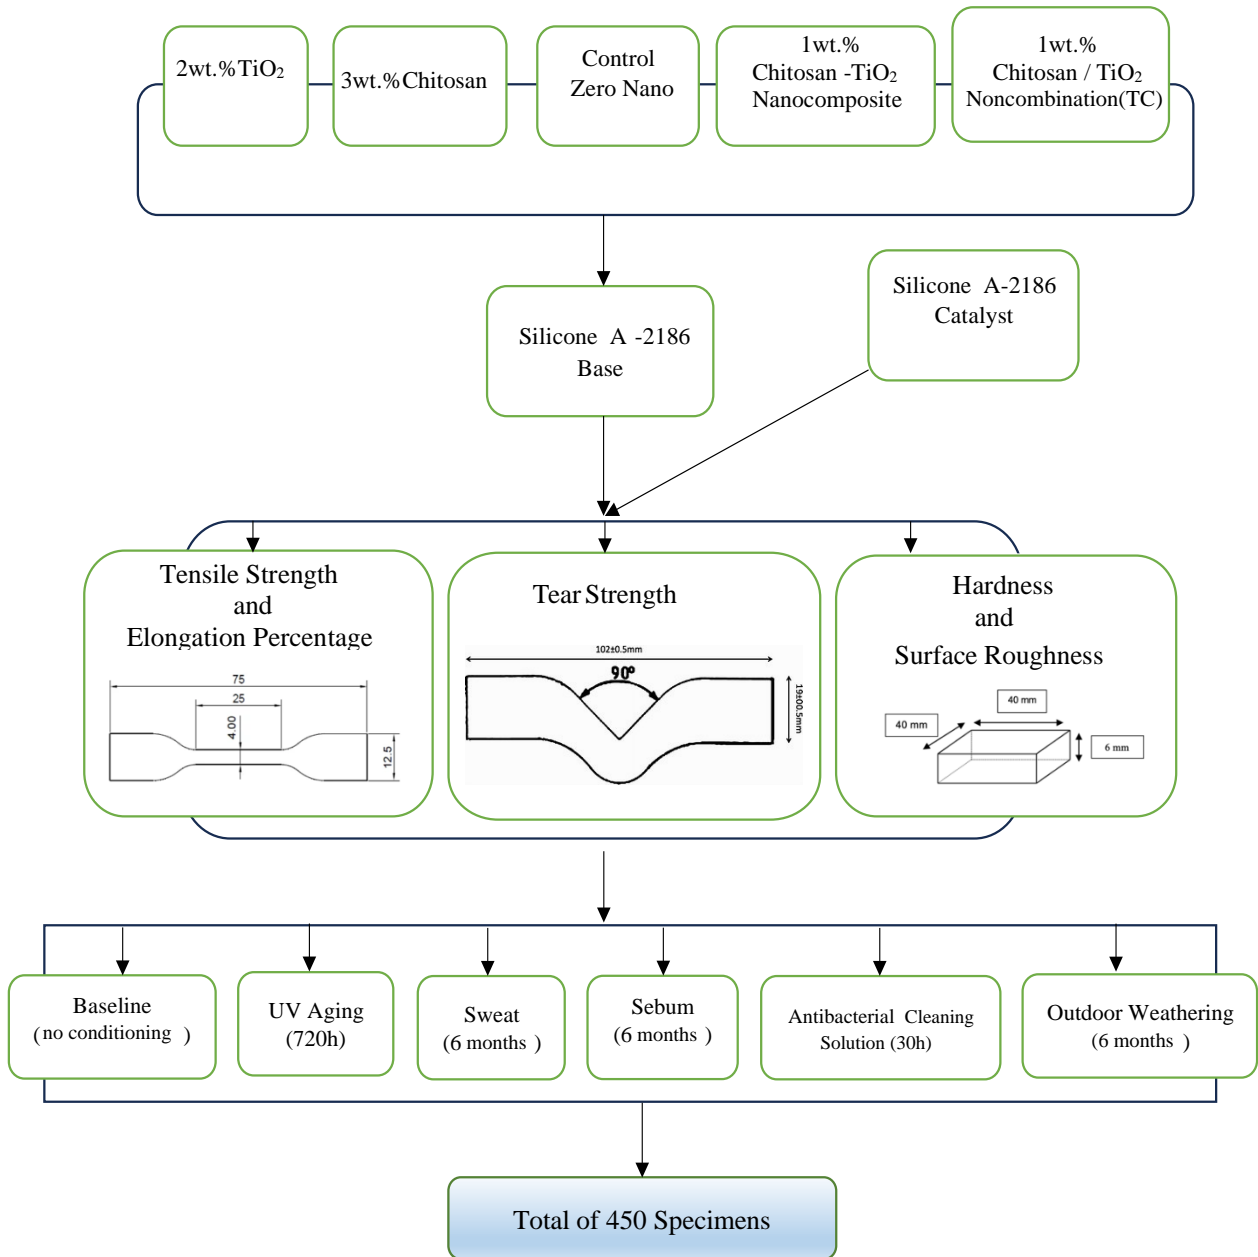 2wt.%TiO₂
3wt.%Chitosan
Control
Zero Nano
1wt.%
Chitosan -TiO₂
Nanocomposite
1wt.%
Chitosan / TiO₂
Noncombination(TC)
Silicone A -2186
Base
Silicone A-2186
Catalyst
Tensile Strength
and
Elongation Percentage
75
25
4.00
12.5
Tear Strength
102±0.5mm
90°
19±00.5mm
Hardness
and
Surface Roughness
40 mm
40 mm
6 mm
Baseline
(no conditioning )
UV Aging
(720h)
Sweat
(6 months )
Sebum
(6 months )
Antibacterial Cleaning
Solution (30h)
Outdoor Weathering
(6 months )
Total of 450 Specimens